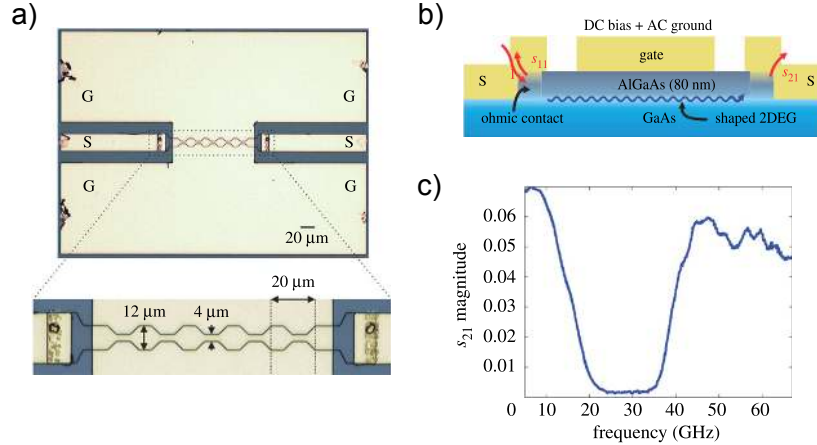 a)
G
S
S
G
G
20 μm
20 μm
12 μm
4 μm
b)
DC bias + AC ground
s11
gate
s21
S
AlGaAs (80 nm)
S
ohmic contact
GaAs
shaped 2DEG
c)
s21 magnitude
0.06
0.05
0.04
0.03
0.02
0.01
0
5
10
20
30
40
50
60
frequency (GHz)